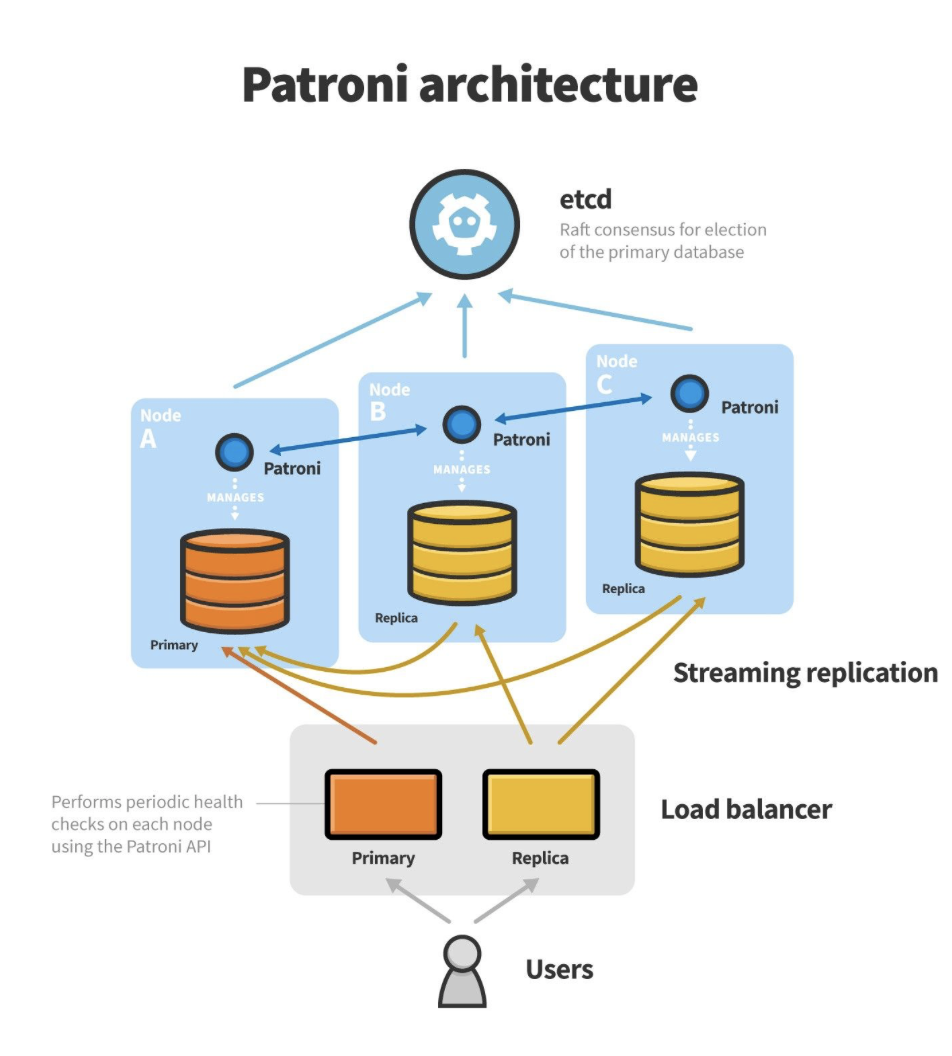 Patroni architecture
etcd
Raft consensus for election
of the primary database
Node
A
Patroni
MANAGES
Primary
Node
B
Patroni
MANAGES
Replica
Node
C
Patroni
MANAGES
Replica
Streaming replication
Performs periodic health
checks on each node
using the Patroni API
Primary
Replica
Load balancer
Users